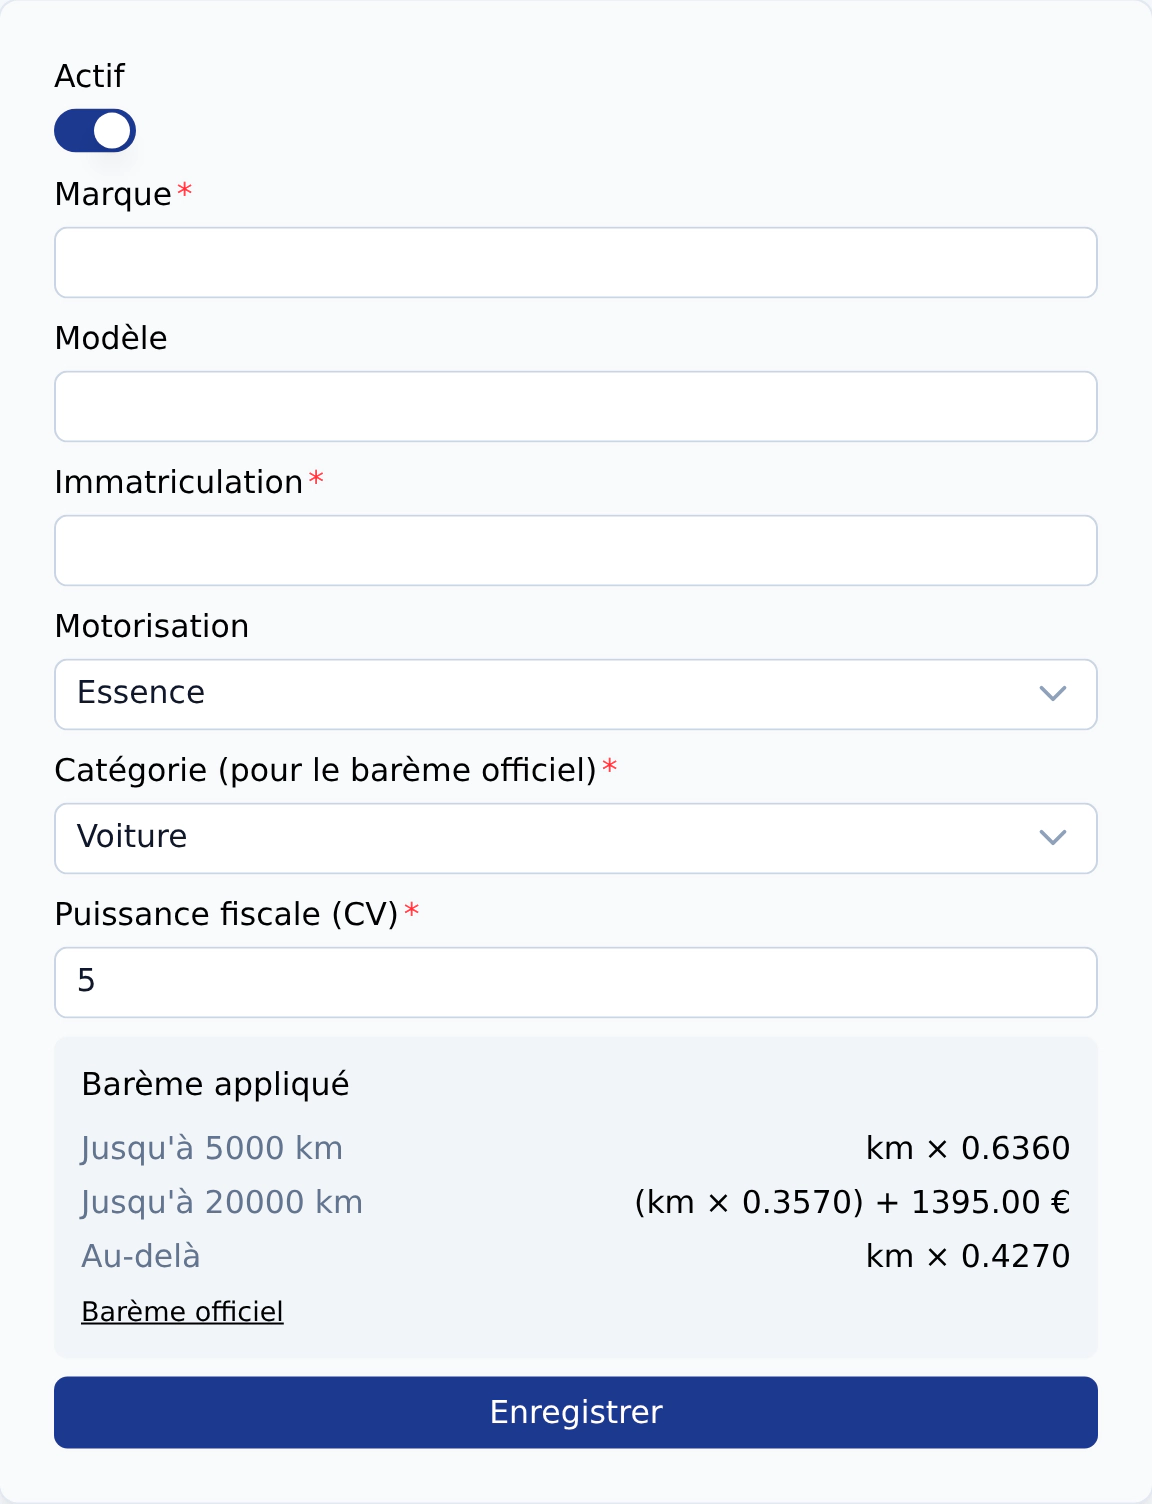 Actif
Marque *
Modèle
Immatriculation *
Motorisation
Essence
Catégorie (pour le barème officiel) *
Voiture
Puissance fiscale (CV) *
5
Barème appliqué
Jusqu'à 5000 km km × 0.6360
Jusqu'à 20000 km (km × 0.3570) + 1395.00 €
Au-delà km × 0.4270
Barème officiel
Enregistrer